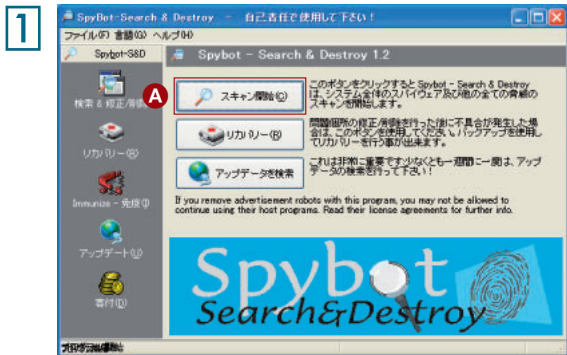 1
SpyBot-Search & Destroy - 自己責任で使用して下さい!
ファイル(F) 言語(G) ヘルプ(H)
Spybot-S&D
Spybot - Search & Destroy 1.2
検索 & 修正/削除
A
スキャン開始(C)
このボタンをクリックすると Spybot - Search & Destroy
は、システム全体のスパイウェア及び他の全ての脅威の
スキャンを開始します。
リカバリー(B)
リカバリー(B)
問題個所の修正/削除を行った後に不具合が発生した場
合は、このボタンを使用してください。バックアップを使用し
てリカバリーを行う事が出来ます。
Immunize - 免疫(I)
アップデータを検索
これは非常に重要です少なくとも一週間に一度は、アップ
データの検索を行って下さい!
アップデート(U)
If you remove advertisement robots with this program, you may not be allowed to
continue using their host programs. Read their license agreements for further info.
寄付(D)
Spybot
Search&Destroy